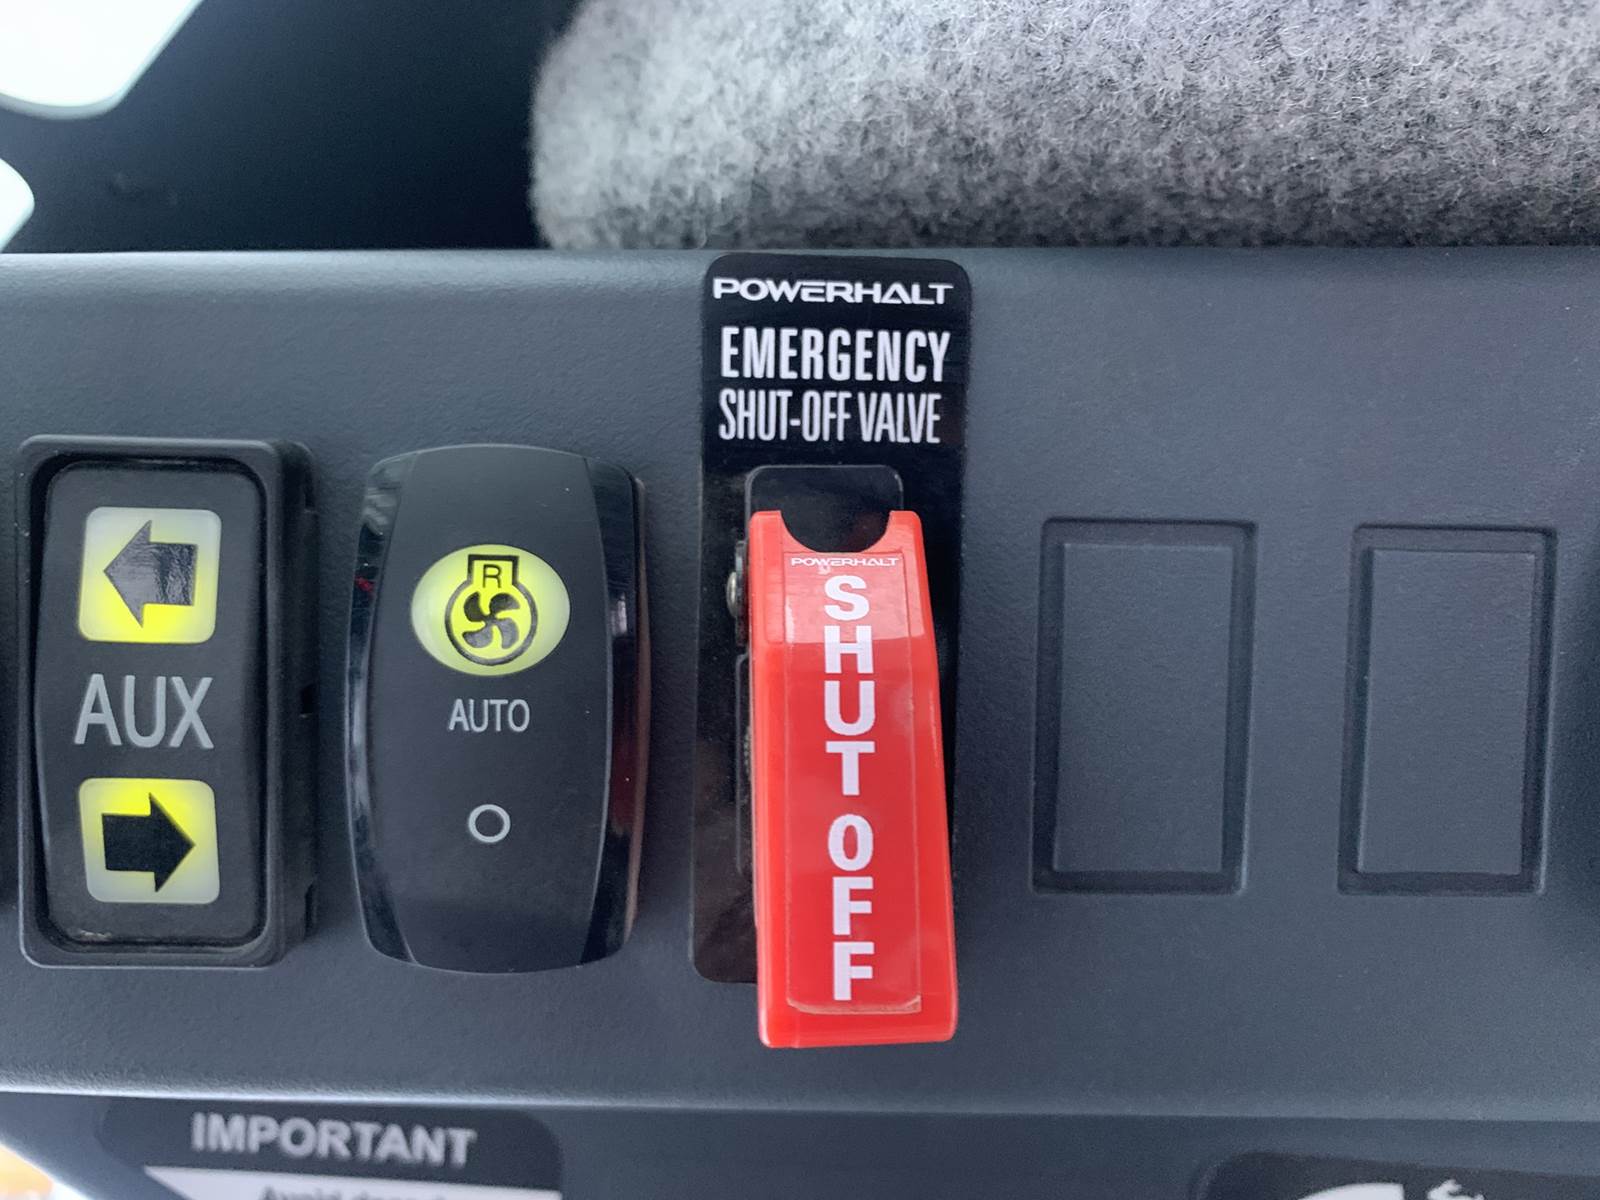 POWERHALT
EMERGENCY
SHUT-OFF VALVE
AUX
R
AUTO
O
POWERHALT
SHUT OFF
IMPORTANT